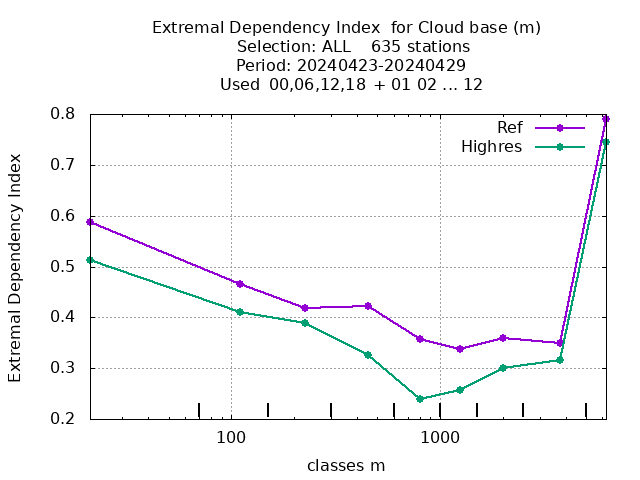 Extremal Dependency Index  for Cloud base (m)
Selection: ALL    635 stations
Period: 20240423-20240429
Used  00,06,12,18  + 01 02 ... 12
Ref
Highres
0.8
0.7
0.6
0.5
0.4
0.3
0.2
Extremal Dependency Index
100
1000
classes m